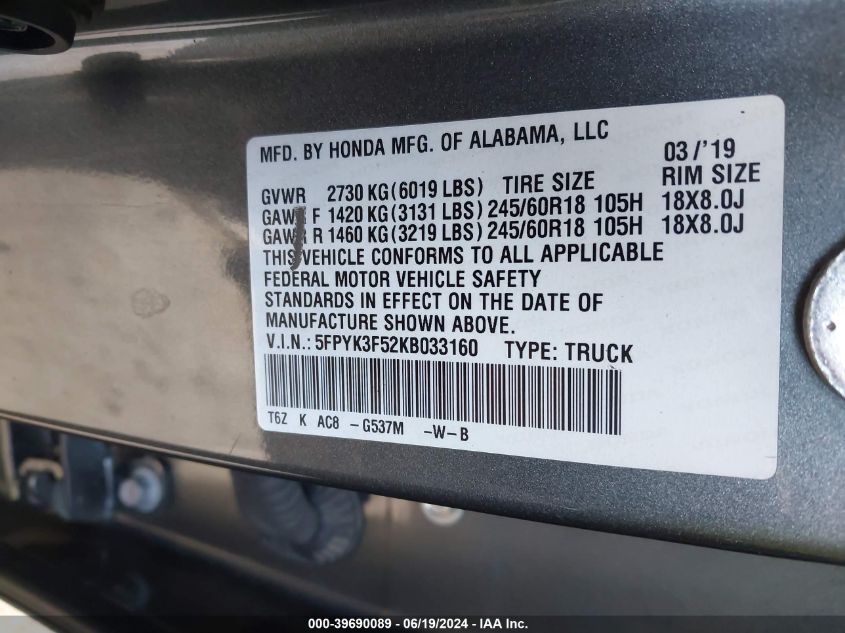 MFD. BY HONDA MFG. OF ALABAMA, LLC 03/'19
GVWR 2730 KG(6019 LBS) TIRE SIZE RIM SIZE
GAWR F 1420 KG(3131 LBS) 245/60R18 105H 18X8.0J
GAWR R 1460 KG(3219 LBS) 245/60R18 105H 18X8.0J
THIS VEHICLE CONFORMS TO ALL APPLICABLE
FEDERAL MOTOR VEHICLE SAFETY
STANDARDS IN EFFECT ON THE DATE OF
MANUFACTURE SHOWN ABOVE.
V.I.N.: 5FPYK3F52KB033160 TYPE: TRUCK
T6Z K AC8 -G537M -W-B
000-39690089 - 06/19/2024 - IAA Inc.